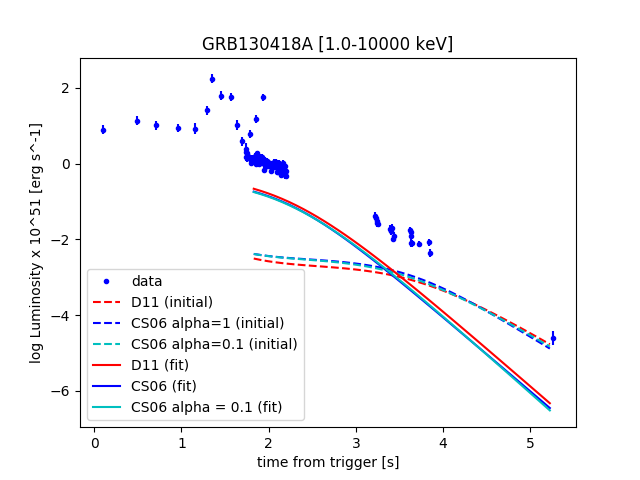 GRB130418A [1.0-10000 keV]
log Luminosity x 10^51 [erg s^-1]
2
0
−2
−4
−6
data
D11 (initial)
CS06 alpha=1 (initial)
CS06 alpha=0.1 (initial)
D11 (fit)
CS06 (fit)
CS06 alpha = 0.1 (fit)
0 1 2 3 4 5
time from trigger [s]